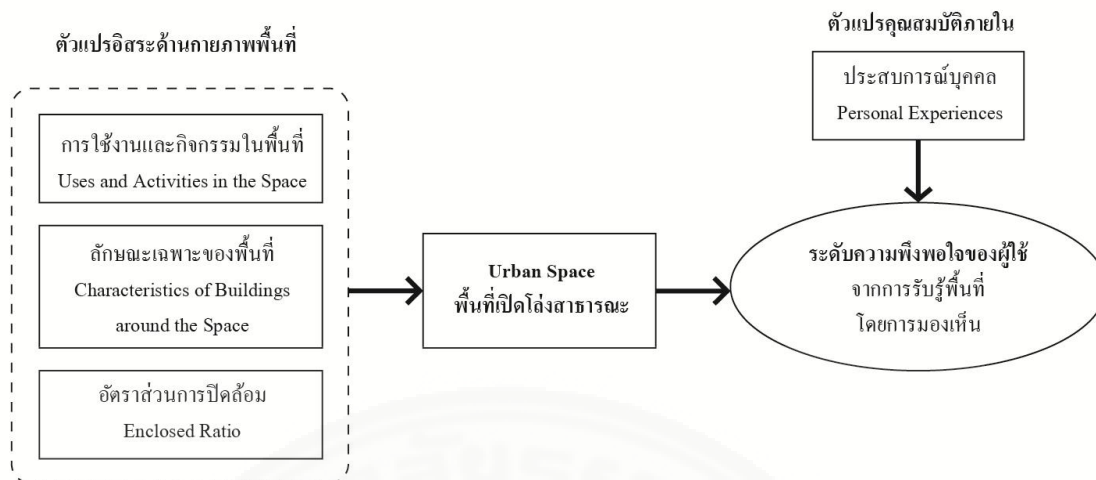 ตัวแปรอิสระด้านกายภาพพื้นที่
การใช้งานและกิจกรรมในพื้นที่
Uses and Activities in the Space
ลักษณะเฉพาะของพื้นที่
Characteristics of Buildings
around the Space
อัตราส่วนการปิดล้อม
Enclosed Ratio
Urban Space
พื้นที่เปิดโล่งสาธารณะ
ตัวแปรคุณสมบัติภายใน
ประสบการณ์บุคคล
Personal Experiences
ระดับความพึงพอใจของผู้ใช้
จากการรับรู้พื้นที่
โดยการมองเห็น